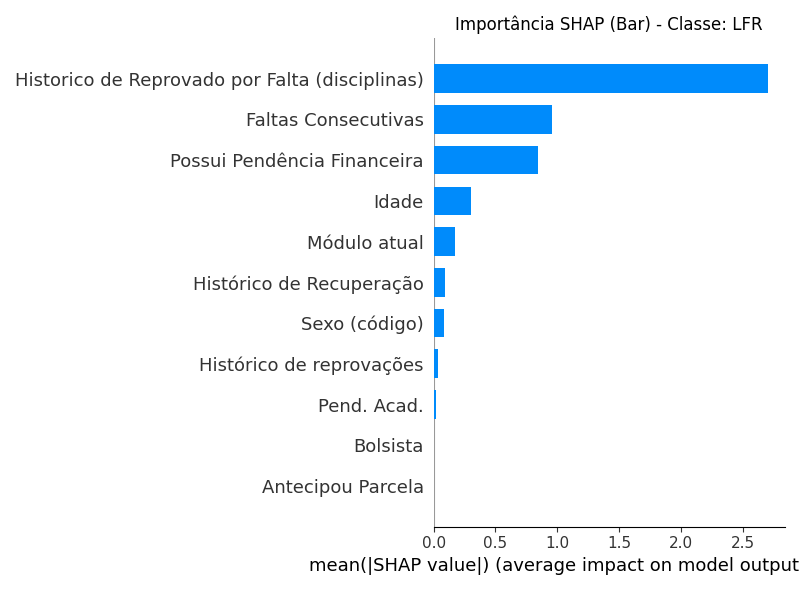 Importância SHAP (Bar) - Classe: LFR
Historico de Reprovado por Falta (disciplinas)
Faltas Consecutivas
Possui Pendência Financeira
Idade
Módulo atual
Histórico de Recuperação
Sexo (código)
Histórico de reprovações
Pend. Acad.
Bolsista
Antecipou Parcela
0.0 0.5 1.0 1.5 2.0 2.5
mean(|SHAP value|) (average impact on model output